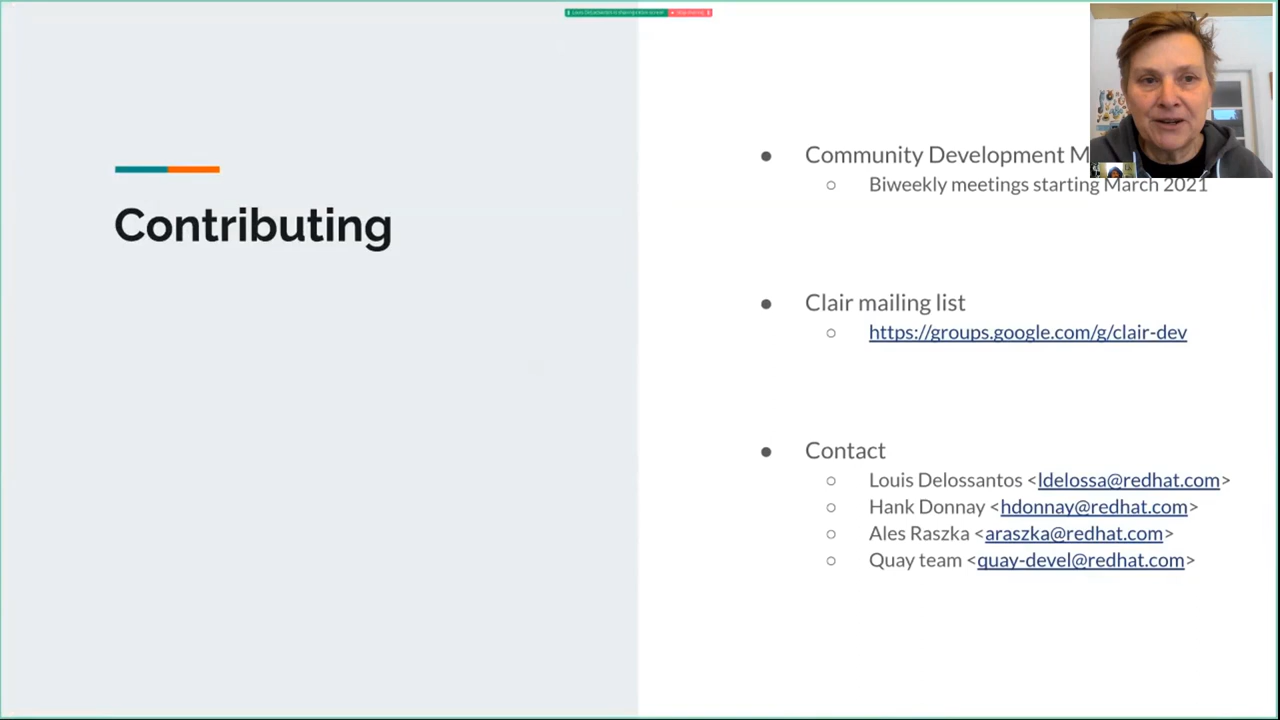 Contributing
Community Development M
Biweekly meetings starting March 2021
Clair mailing list
https://groups.google.com/g/clair-dev
Contact
Louis Delossantos <ldelossa@redhat.com>
Hank Donnay <hdonnay@redhat.com>
Ales Raszka <araszka@redhat.com>
Quay team <quay-devel@redhat.com>